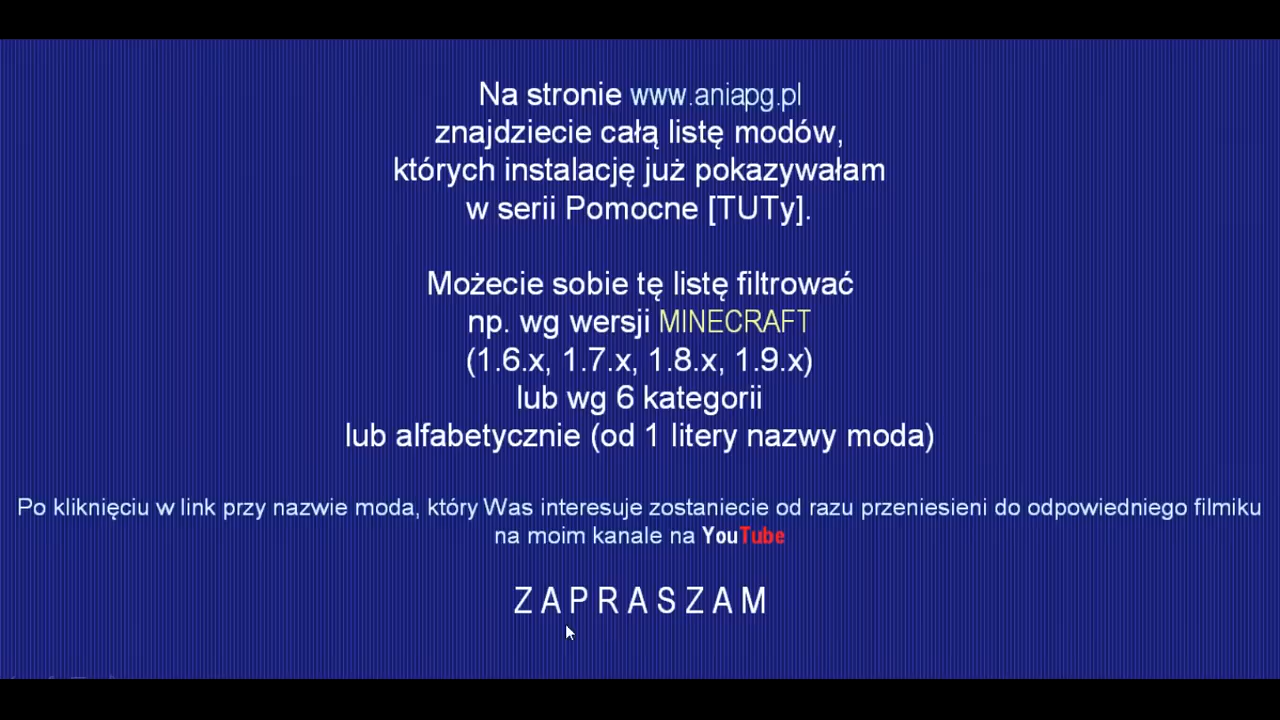 Na stronie www.aniapg.pl
znajdziecie całą listę modów,
których instalację już pokazywałam
w serii Pomocne [TUTy].
Możecie sobie tę listę filtrować
np. wg wersji MINECRAFT
(1.6.x, 1.7.x, 1.8.x, 1.9.x)
lub wg 6 kategorii
lub alfabetycznie (od 1 litery nazwy moda)
Po kliknięciu w link przy nazwie moda, który Was interesuje zostaniecie od razu przeniesieni do odpowiedniego filmiku
na moim kanale na YouTube
Z A P R A S Z A M